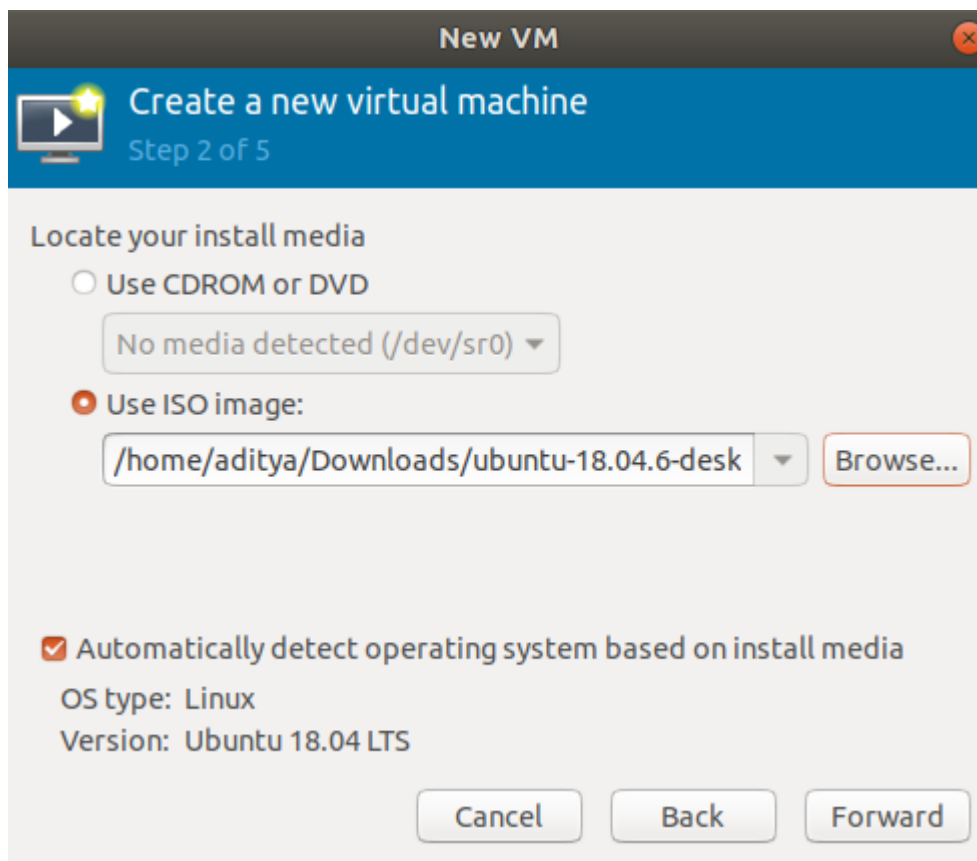 New VM
Create a new virtual machine
Step 2 of 5
Locate your install media
Use CDROM or DVD
No media detected (/dev/sr0)
Use ISO image:
/home/aditya/Downloads/ubuntu-18.04.6-desk
Browse...
Automatically detect operating system based on install media
OS type: Linux
Version: Ubuntu 18.04 LTS
Cancel Back Forward